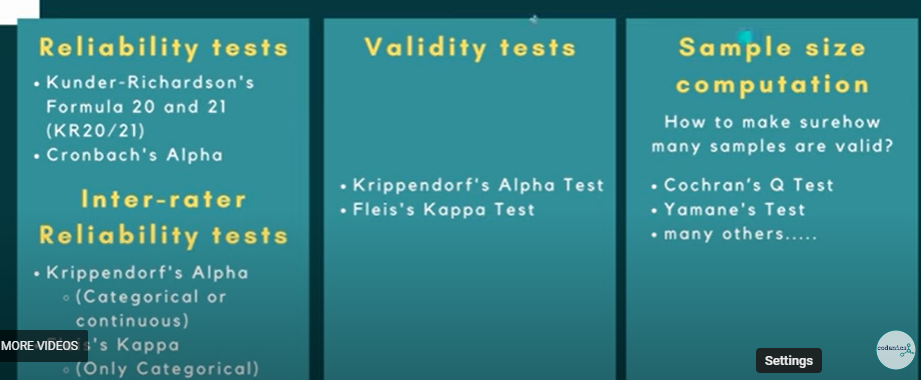 Reliability tests
• Kunder-Richardson's
Formula 20 and 21
(KR20/21)
• Cronbach's Alpha
Inter-rater
Reliability tests
• Krippendorf's Alpha
◦ (Categorical or
continuous)
MORE VIDEOS
Kappa
◦ (Only Categorical)
Validity tests
• Krippendorf's Alpha Test
• Fleis's Kappa Test
Sample size
computation
How to make surehow
many samples are valid?
• Cochran's Q Test
• Yamane's Test
• many others.....
Settings
codanics